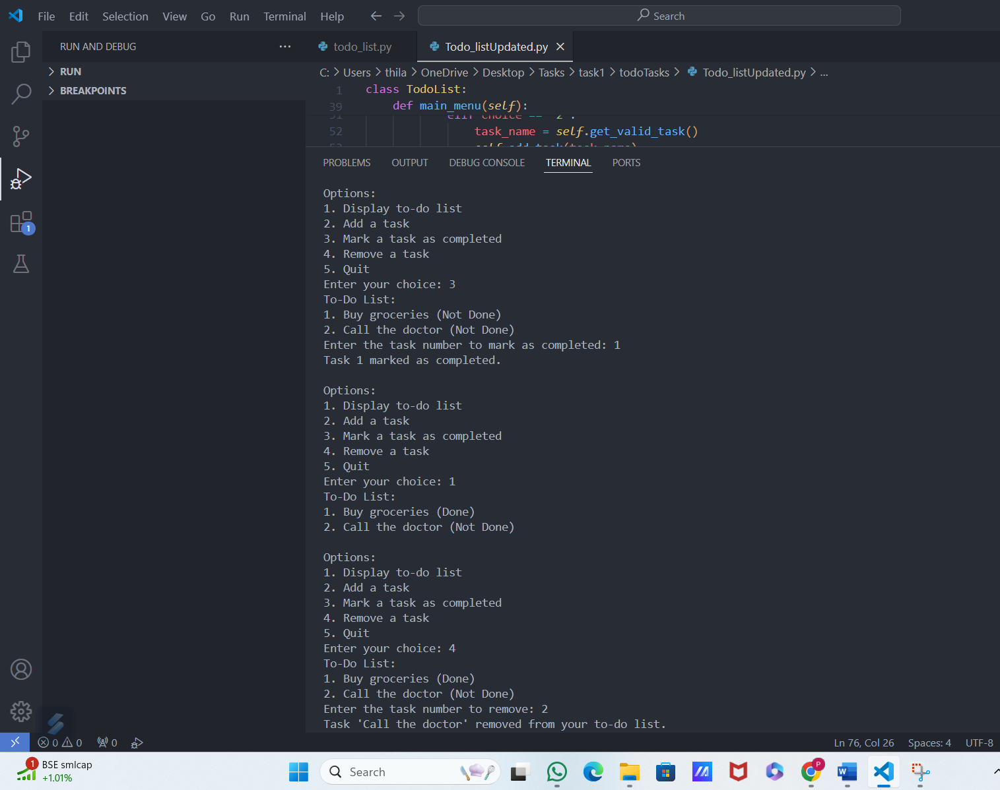 File Edit Selection View Go Run Terminal Help Search
RUN AND DEBUG
RUN
BREAKPOINTS
todo_list.py Todo_listUpdated.py
C: > Users > thila > OneDrive > Desktop > Tasks > task1 > todoTasks > Todo_listUpdated.py > ...
1 class TodoList:
39 def main_menu(self):
51 elif choice == '2':
52 task_name = self.get_valid_task()
53 self.add_task(task_name)
PROBLEMS OUTPUT DEBUG CONSOLE TERMINAL PORTS
Options:
1. Display to-do list
2. Add a task
3. Mark a task as completed
4. Remove a task
5. Quit
Enter your choice: 3
To-Do List:
1. Buy groceries (Not Done)
2. Call the doctor (Not Done)
Enter the task number to mark as completed: 1
Task 1 marked as completed.
Options:
1. Display to-do list
2. Add a task
3. Mark a task as completed
4. Remove a task
5. Quit
Enter your choice: 1
To-Do List:
1. Buy groceries (Done)
2. Call the doctor (Not Done)
Options:
1. Display to-do list
2. Add a task
3. Mark a task as completed
4. Remove a task
5. Quit
Enter your choice: 4
To-Do List:
1. Buy groceries (Done)
2. Call the doctor (Not Done)
Enter the task number to remove: 2
Task 'Call the doctor' removed from your to-do list.
1
0 0 0 Ln 76, Col 26 Spaces: 4 UTF-8
1 BSE smlcap
+1.01%
Search
P
W